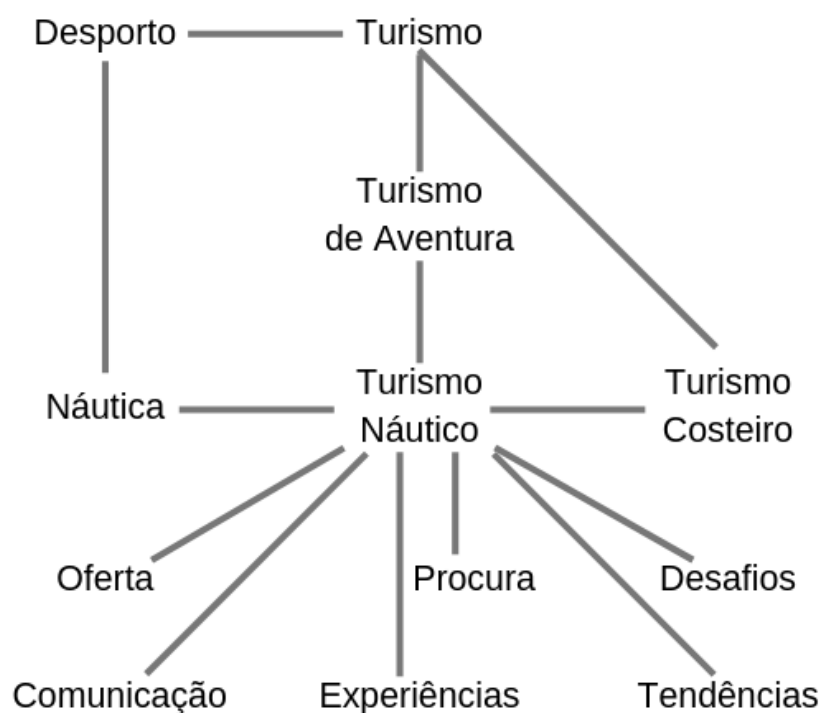 Desporto
Turismo
Turismo
de Aventura
Náutica
Turismo
Náutico
Turismo
Costeiro
Oferta
Procura
Desafios
Comunicação
Experiências
Tendências